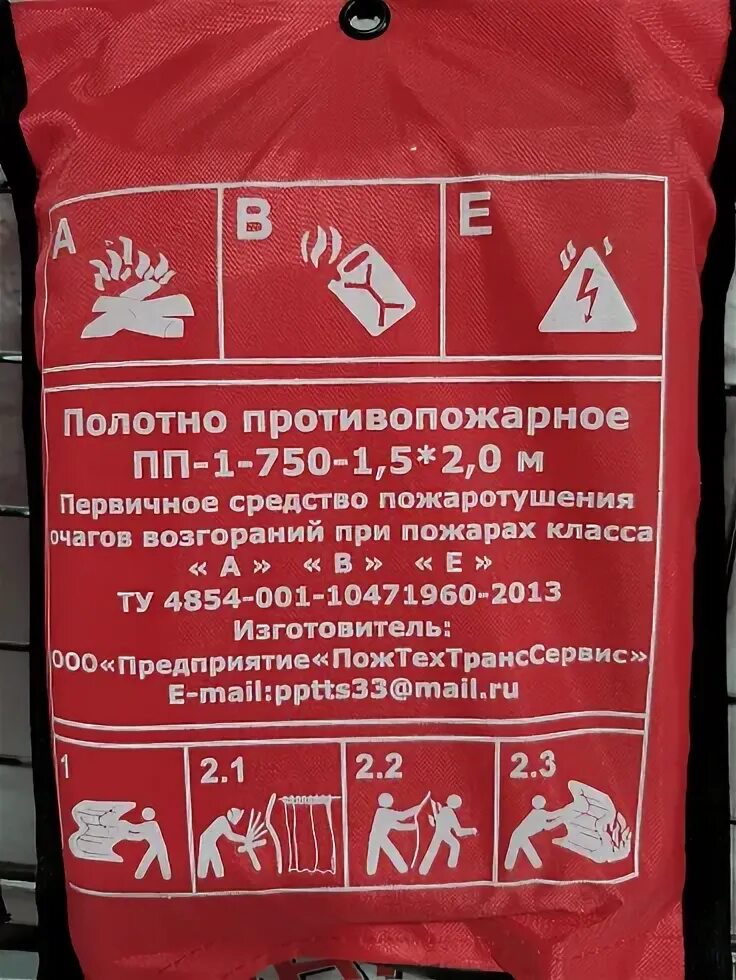 A B E
Полотно противопожарное
ПП-1-750-1,5*2,0 м
Первичное средство пожаротушения
очагов возгораний при пожарах класса
« А » « В » « Е »
ТУ 4854-001-10471960-2013
Изготовитель:
ООО«Предприятие«ПожТехТрансСервис»
E-mail:pptts33@mail.ru
1 2.1 2.2 2.3